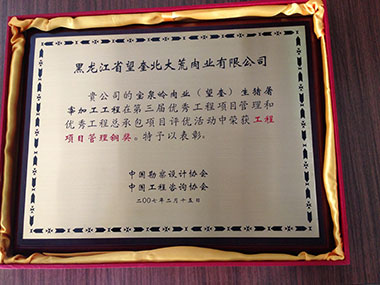 黑龙江省望奎北大荒肉业有限公司
贵公司的宝泉岭肉业（望奎）生猪屠
宰加工工程在第三届优秀工程项目管理和
优秀工程总承包项目评优活动中荣获工程
项目管理铜奖。特予以表彰。
中国勘察设计协会
中国工程咨询协会
二00七年二月十五日